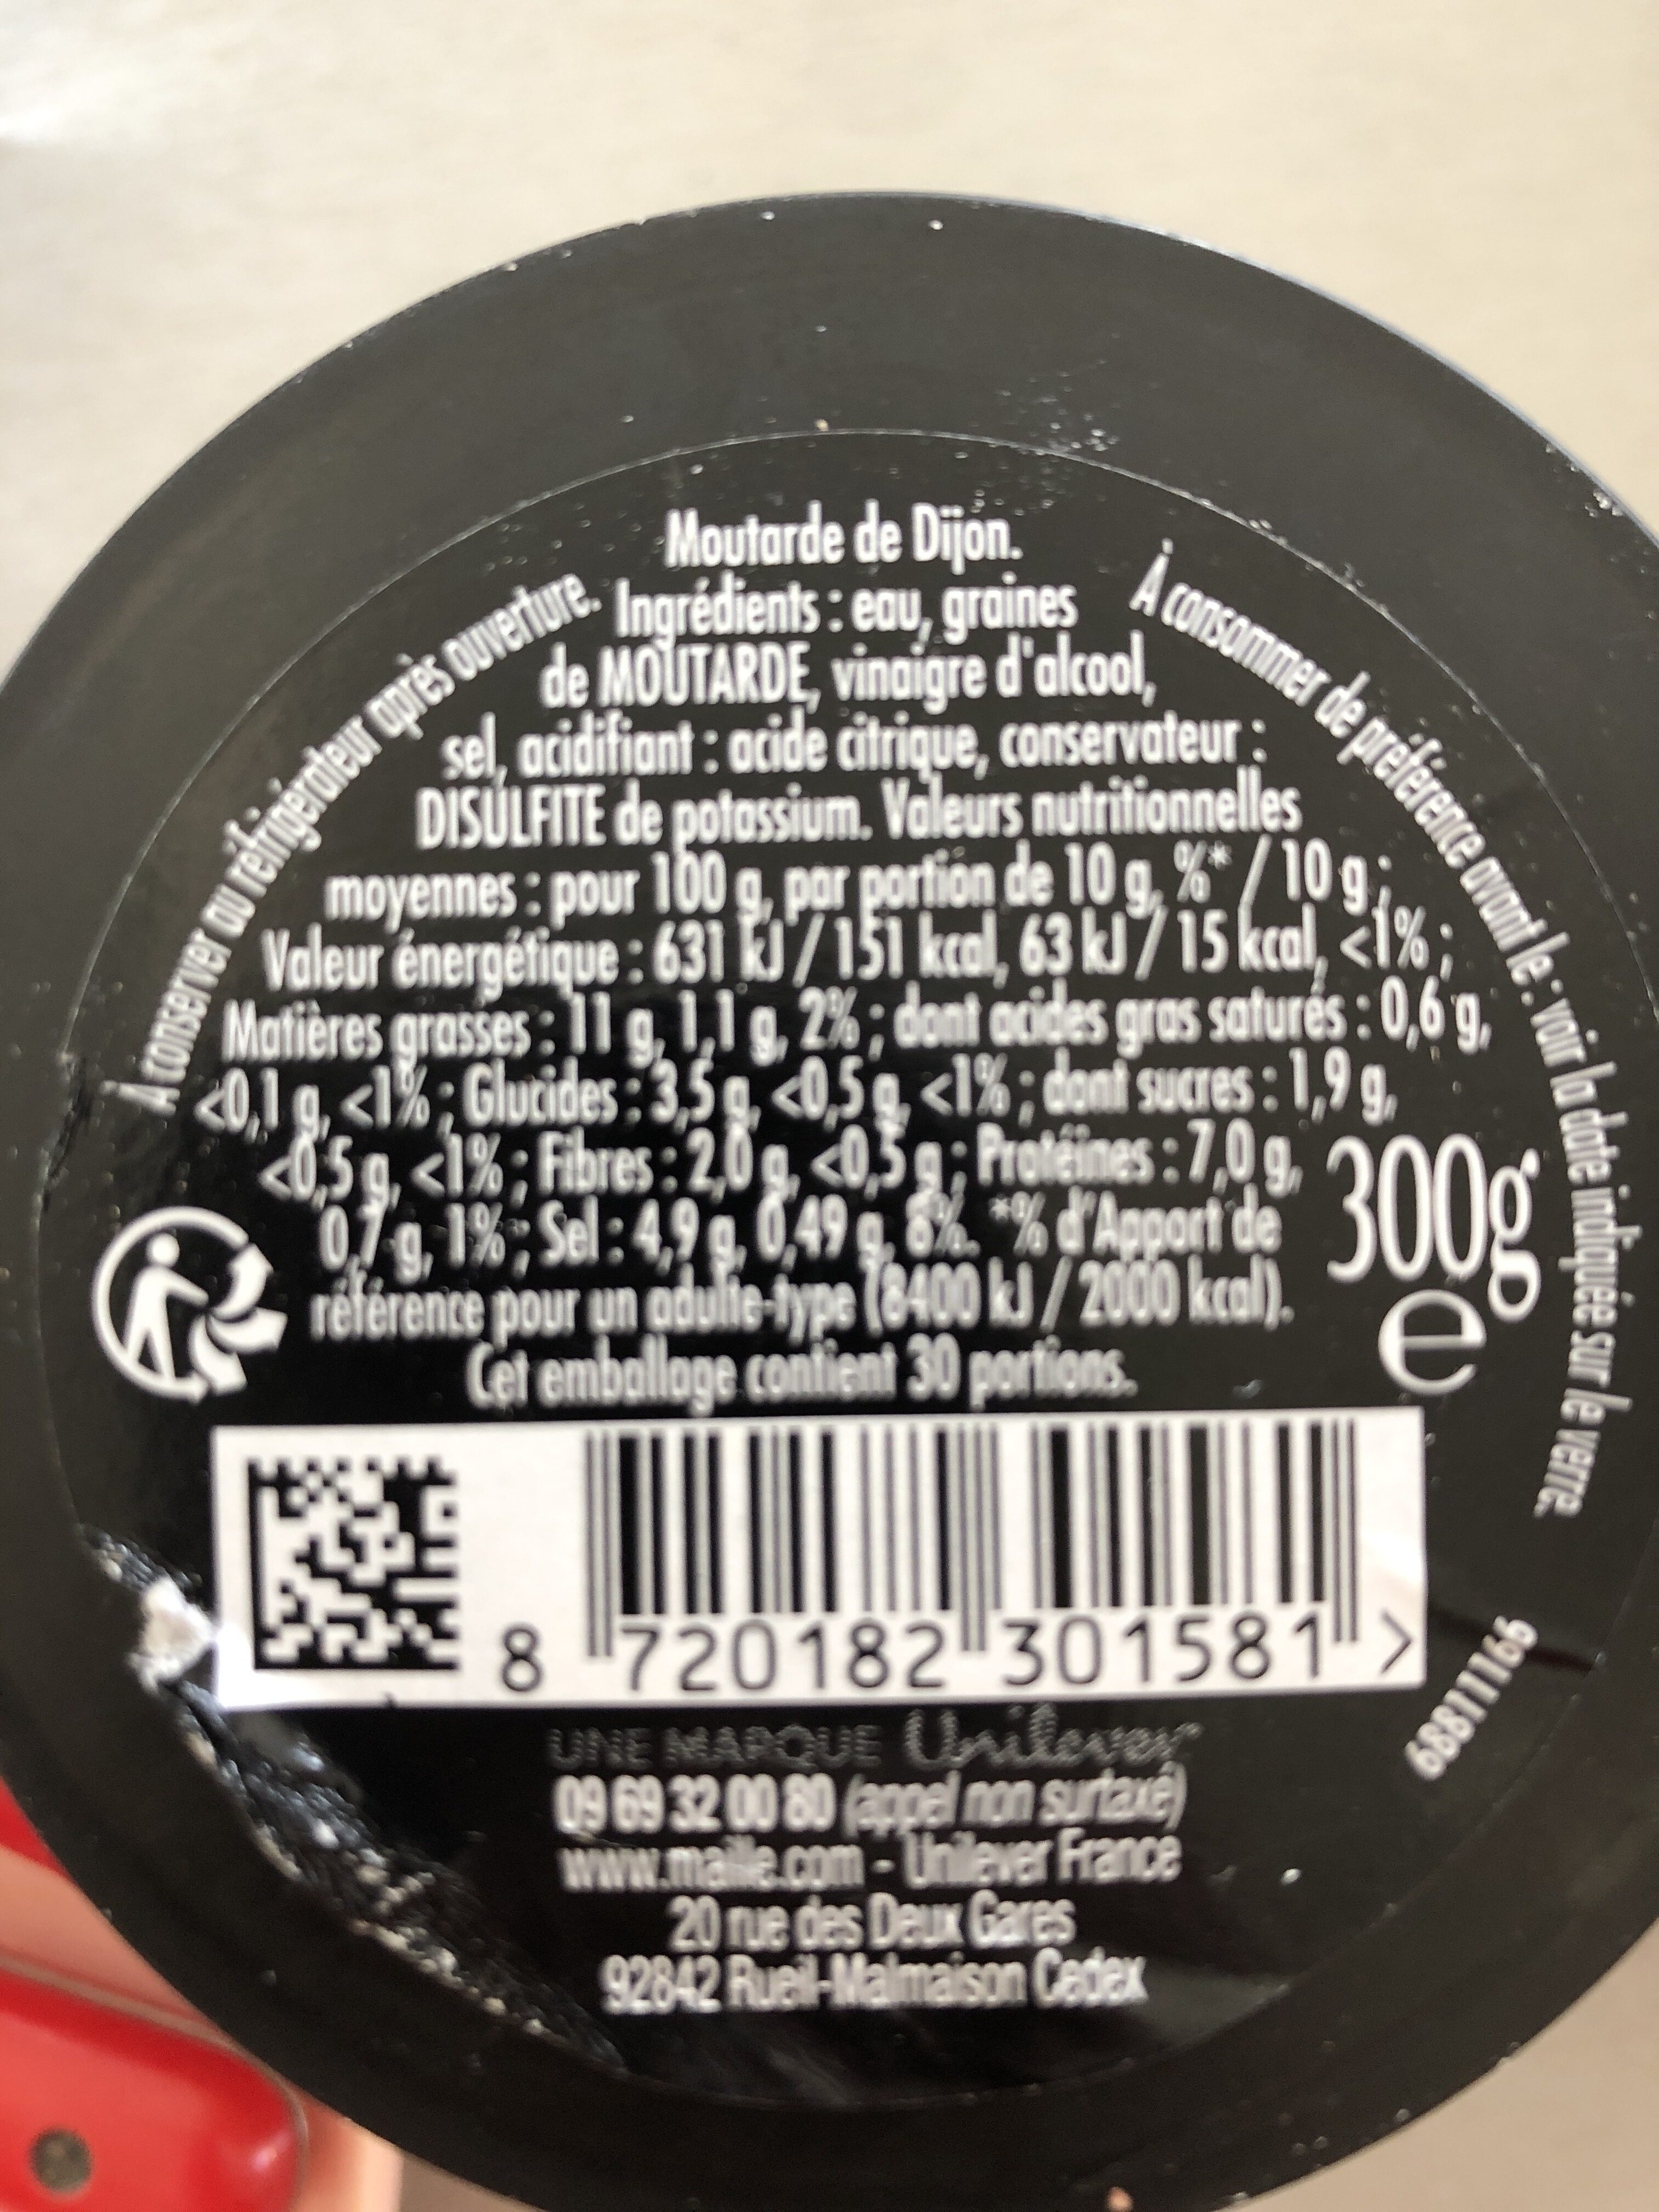 Moutarde de Dijon.
Ingrédients : eau, graines
de MOUTARDE, vinaigre d'alcool,
sel, acidifiant : acide citrique, conservateur :
DISULFITE de potassium. Valeurs nutritionnelles
moyennes : pour 100 g, par portion de 10 g, %* / 10 g ;
Valeur énergétique : 631 kJ / 151 kcal, 63 kJ / 15 kcal, <1% ;
Matières grasses : 11 g, 1,1 g, 2% ; dont acides gras saturés : 0,6 g,
<0,1 g, <1% ; Glucides : 3,5 g, <0,5 g, <1% ; dont sucres : 1,9 g,
<0,5 g, <1% ; Fibres : 2,0 g, <0,5 g ; Protéines : 7,0 g,
0,7 g, 1% ; Sel : 4,9 g, 0,49 g, 8%. *% d'Apport de
référence pour un adulte-type (8400 kJ / 2000 kcal).
Cet emballage contient 30 portions.
À conserver au réfrigérateur après ouverture.
À consommer de préférence avant le : voir la date indiquée sur le verre.
300g
e
8 720182 301581 >
68811166
UNE MARQUE Unilever
09 69 32 00 80 (appel non surtaxé)
www.maille.com - Unilever France
20 rue des Deux Gares
92842 Rueil-Malmaison Cedex